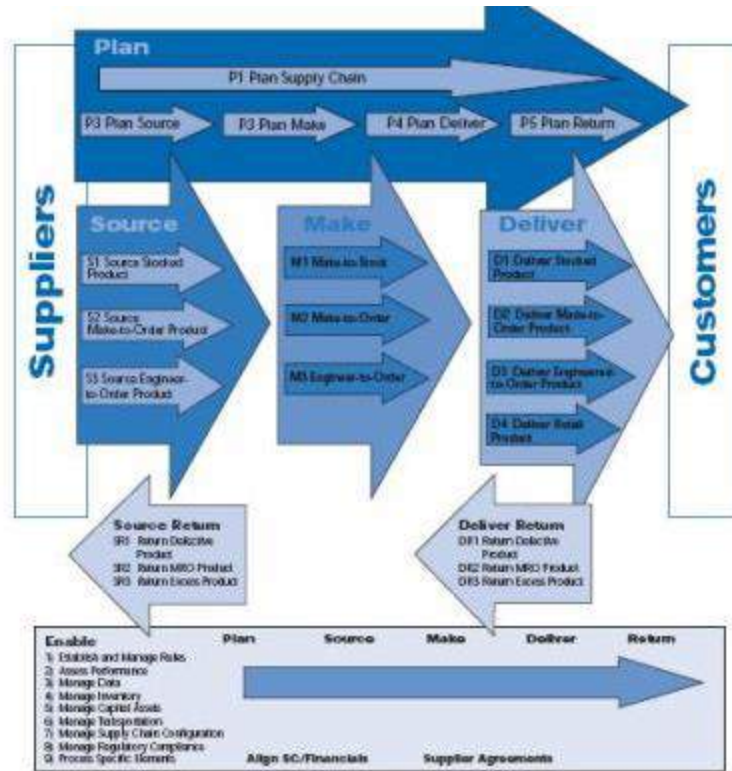 Suppliers
Customers
Plan
P1 Plan Supply Chain
P3 Plan Source
P3 Plan Make
P4 Plan Deliver
P5 Plan Return
Source
S1 Source Stocked
Product
S2 Source
Make-to-Order Product
S3 Source Engineer-
to-Order Product
Make
M1 Make-to-Stock
M2 Make-to-Order
M3 Engineer-to-Order
Deliver
D1 Deliver Stocked
Product
D2 Deliver Made-to-
Order Product
D3 Deliver Engineered-
to-Order Product
D4 Deliver Retail
Product
Source Return
SR1 Return Defective
Product
SR2 Return MRO Product
SR3 Return Excess Product
Deliver Return
DR1 Return Defective
Product
DR2 Return MRO Product
DR3 Return Excess Product
Enable
Plan Source Make Deliver Return
1) Establish and Manage Rules
2) Assess Performance
3) Manage Data
4) Manage Inventory
5) Manage Capital Assets
6) Manage Transportation
7) Manage Supply Chain Configuration
8) Manage Regulatory Compliance
9) Process Specific Elements
Align SC/Financials
Supplier Agreements